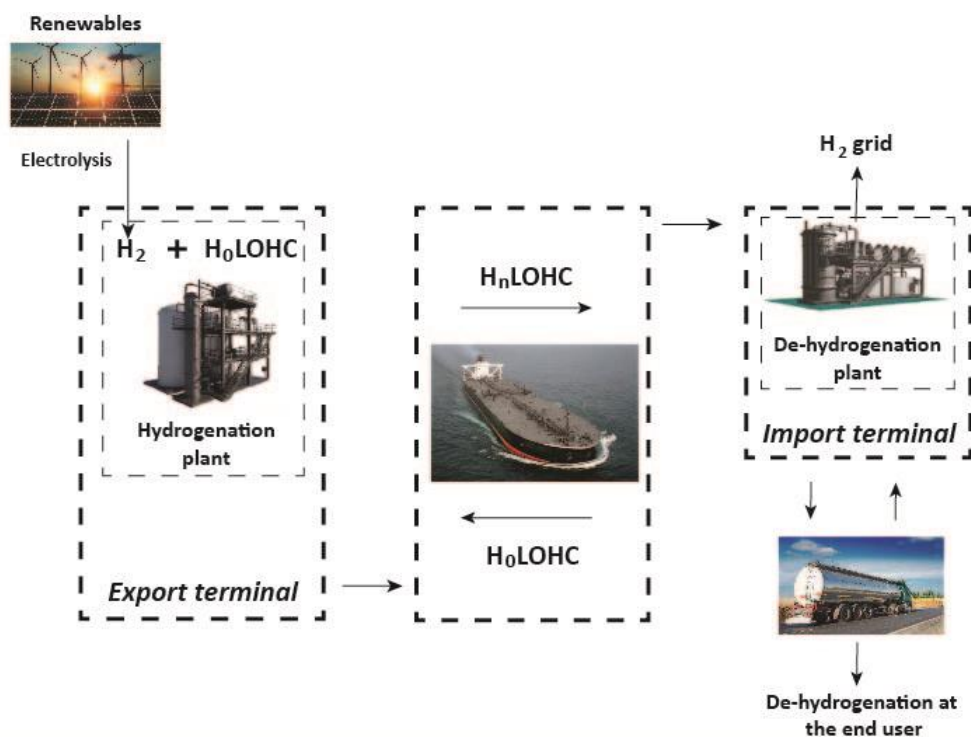 Renewables
Electrolysis
H₂ + H₀LOHC
Hydrogenation
plant
Export terminal
HₙLOHC
H₀LOHC
H₂ grid
De-hydrogenation
plant
Import terminal
De-hydrogenation at
the end user